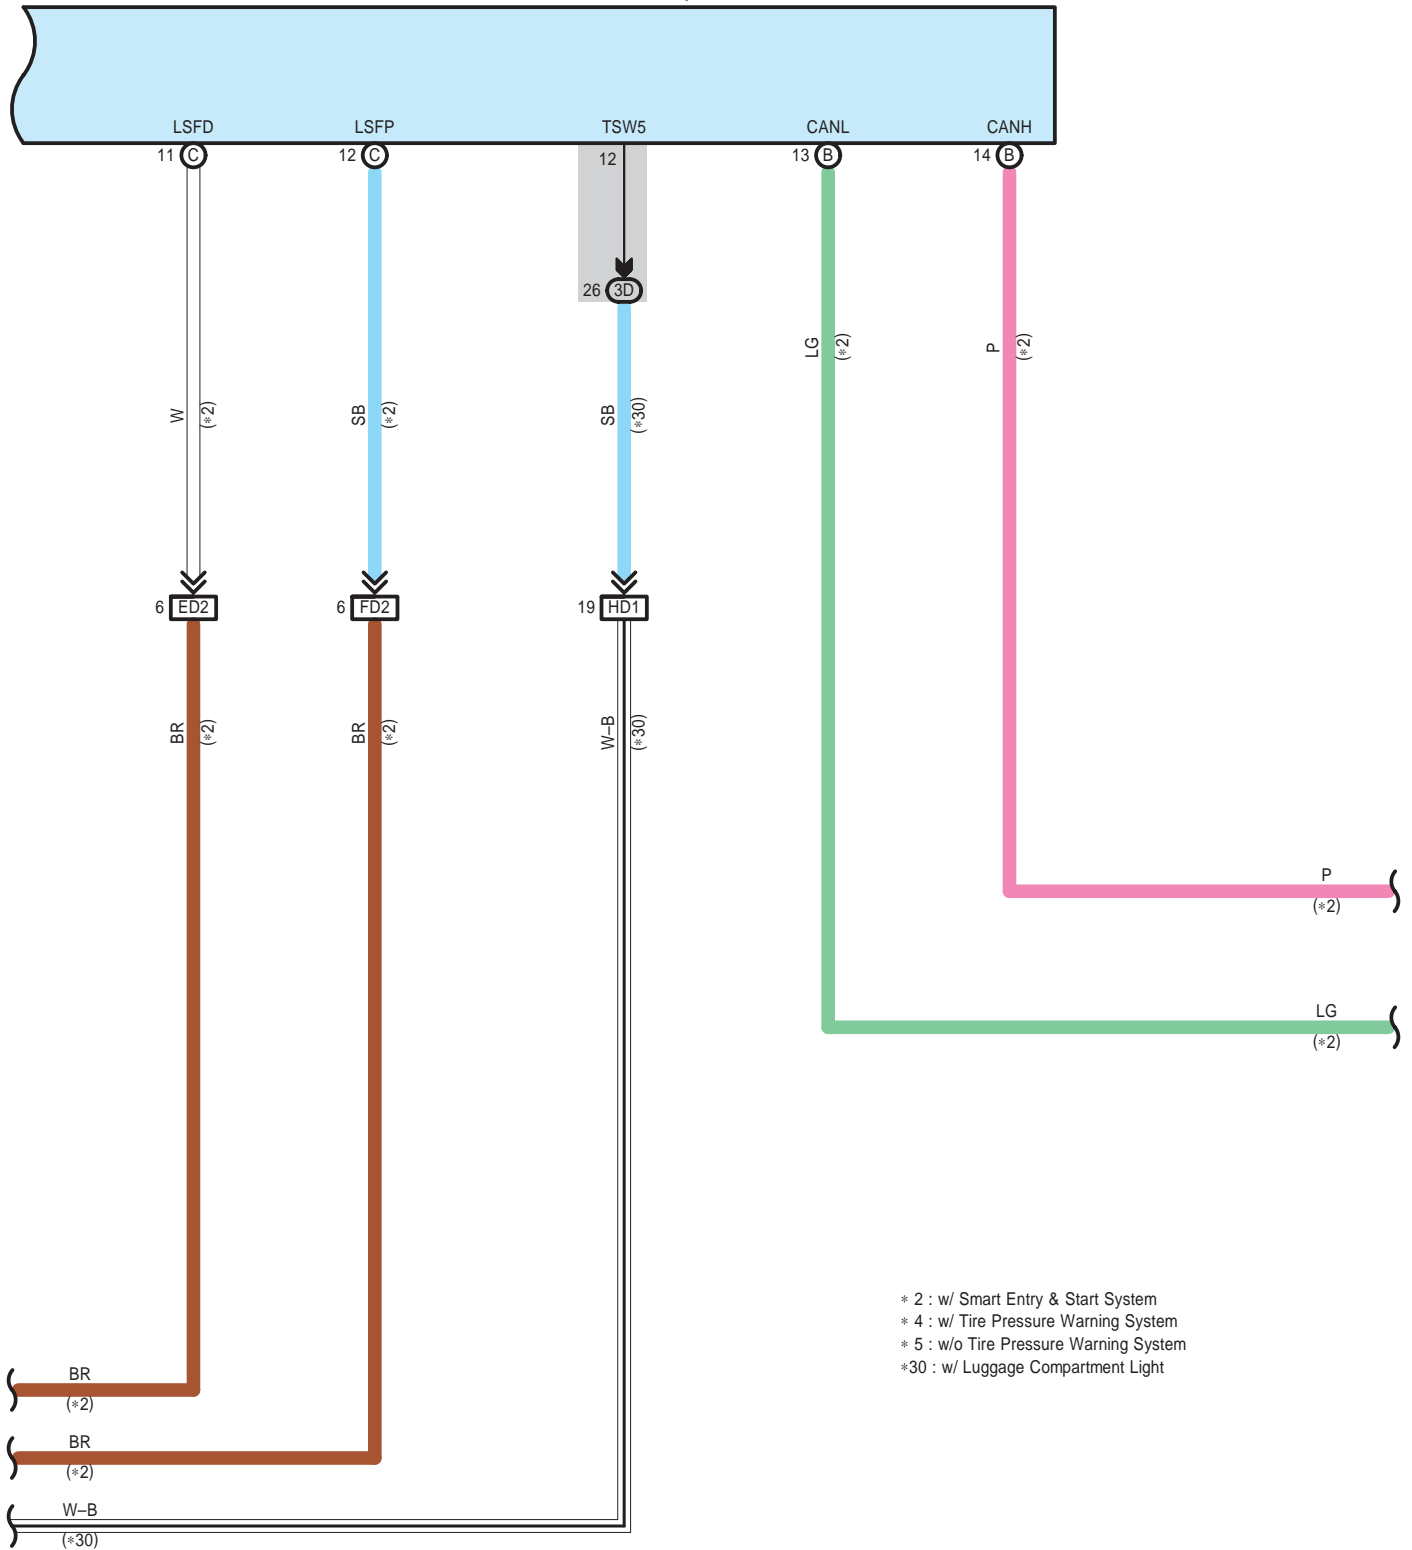 LSFD LSFP TSW5 CANL CANH
11 C 12 C 12 13 B 14 B
26 3D
LG (*2) P (*2)
W (*2) SB (*2) SB (*30)
6 ED2 6 FD2 19 HD1
BR (*2) BR (*2) W–B (*30)
P
(*2)
LG
(*2)
* 2 : w/ Smart Entry & Start System
* 4 : w/ Tire Pressure Warning System
* 5 : w/o Tire Pressure Warning System
*30 : w/ Luggage Compartment Light
BR
(*2)
BR
(*2)
W–B
(*30)